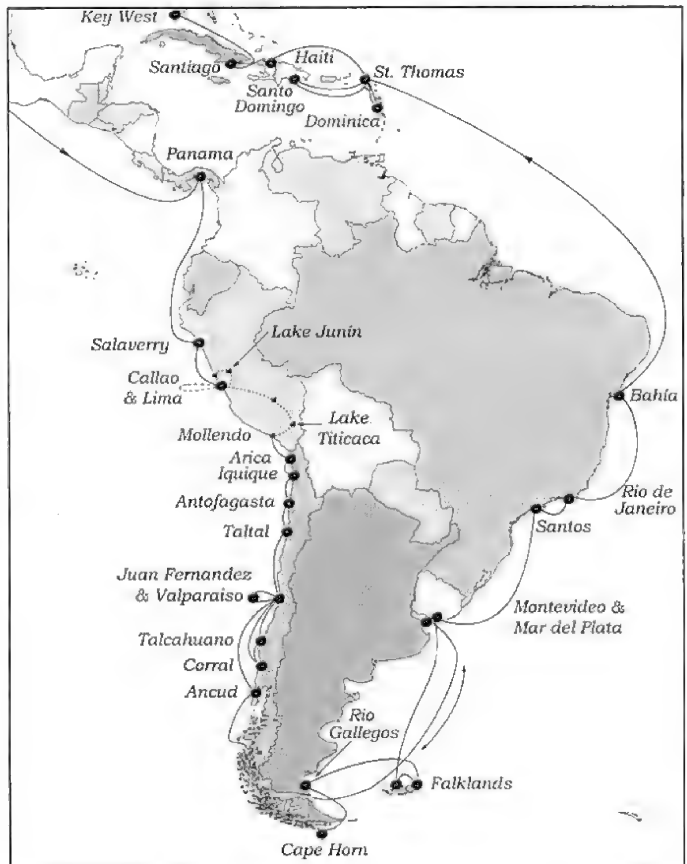 Key West
Haiti
St. Thomas
Santiago
Santo
Domingo
Dominica
Panama
Lake Junín
Salaverry
Callao
& Lima
Lake
Titicaca
Mollendo
Bahía
Arica
Iquique
Rio de
Janeiro
Antofagasta
Santos
Taltal
Juan Fernandez
& Valparaiso
Montevideo &
Mar del Plata
Talcahuano
Corral
Ancud
Rio
Gallegos
Falklands
Cape Horn